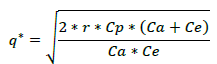 q* = √((2 * r * Cp * (Ca + Ce)) / (Ca * Ce))